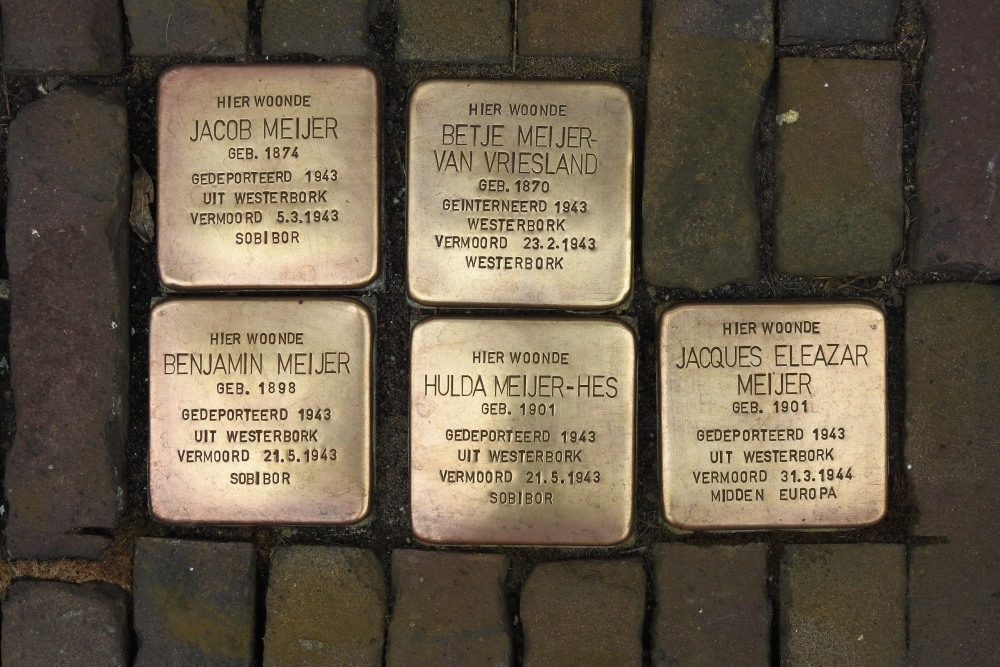 HIER WOONDE
JACOB MEIJER
GEB. 1874
GEDEPORTEERD 1943
UIT WESTERBORK
VERMOORD 5.3.1943
SOBIBOR
HIER WOONDE
BETJE MEIJER-
VAN VRIESLAND
GEB. 1870
GEINTERNEERD 1943
WESTERBORK
VERMOORD 23.2.1943
WESTERBORK
HIER WOONDE
BENJAMIN MEIJER
GEB. 1898
GEDEPORTEERD 1943
UIT WESTERBORK
VERMOORD 21.5.1943
SOBIBOR
HIER WOONDE
HULDA MEIJER-HES
GEB. 1901
GEDEPORTEERD 1943
UIT WESTERBORK
VERMOORD 21.5.1943
SOBIBOR
HIER WOONDE
JACQUES ELEAZAR
MEIJER
GEB. 1901
GEDEPORTEERD 1943
UIT WESTERBORK
VERMOORD 31.3.1944
MIDDEN EUROPA